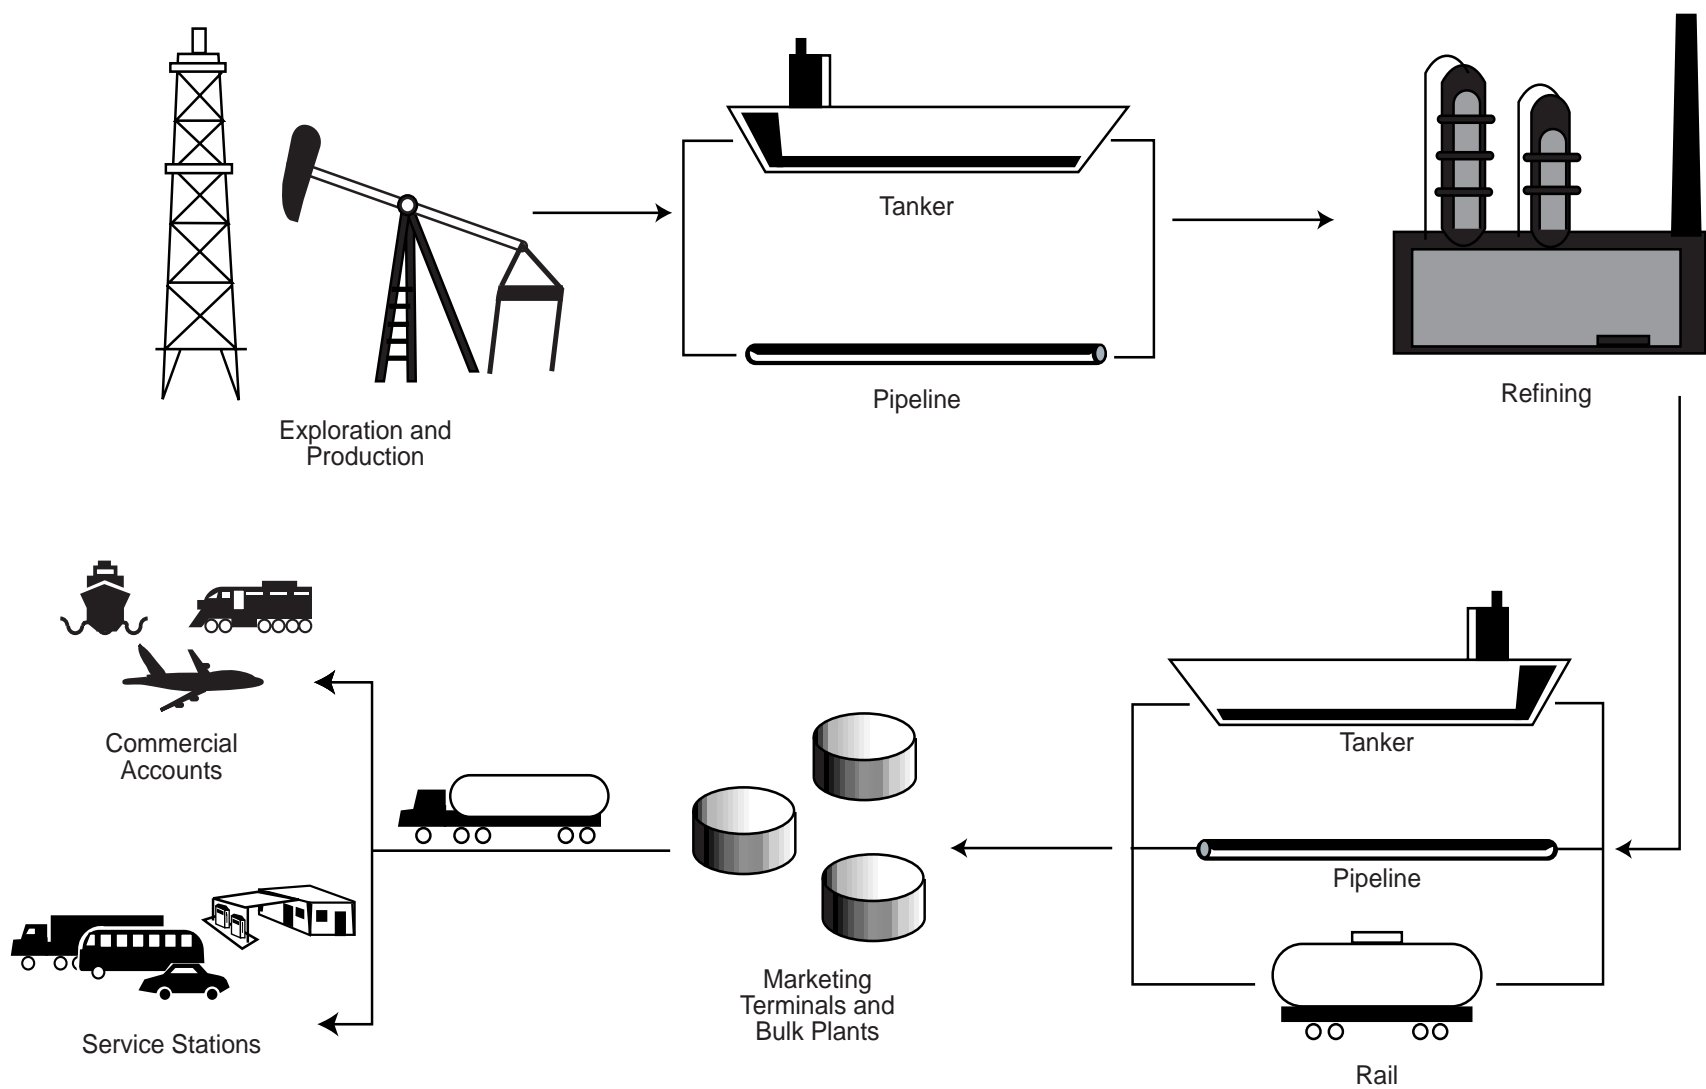 Tanker
Pipeline
Refining
Exploration and
Production
Commercial
Accounts
Tanker
Pipeline
Marketing
Terminals and
Bulk Plants
Service Stations
Rail